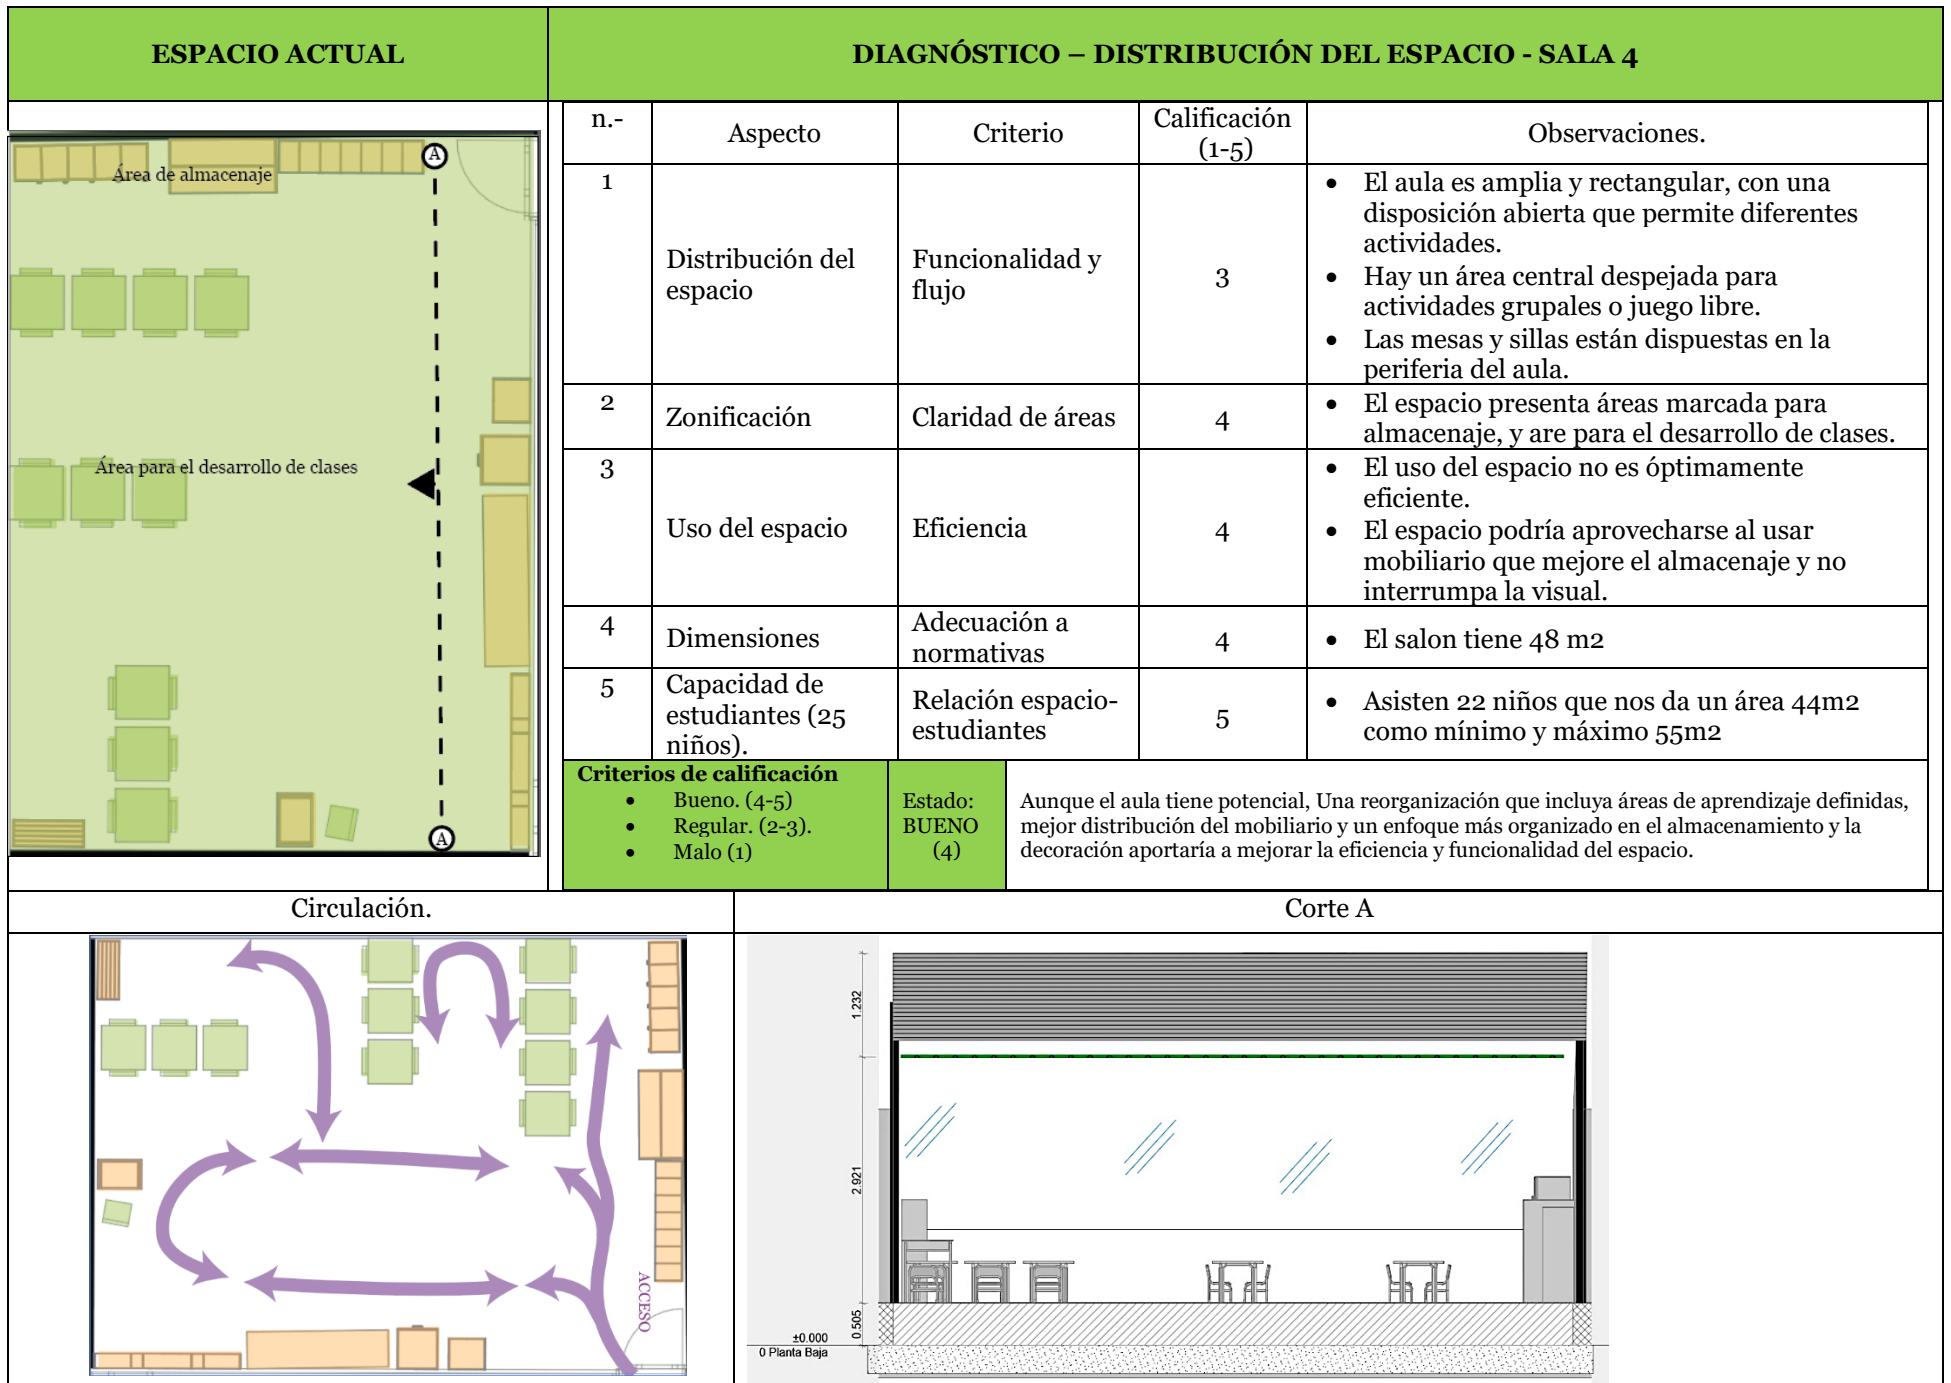 ESPACIO ACTUAL
DIAGNÓSTICO – DISTRIBUCIÓN DEL ESPACIO - SALA 4
Área de almacenaje
A
Área para el desarrollo de clases
A
n.-
Aspecto
Criterio
Calificación
(1-5)
Observaciones.
1
Distribución del
espacio
Funcionalidad y
flujo
3
• El aula es amplia y rectangular, con una
disposición abierta que permite diferentes
actividades.
• Hay un área central despejada para
actividades grupales o juego libre.
• Las mesas y sillas están dispuestas en la
periferia del aula.
2
Zonificación
Claridad de áreas
4
• El espacio presenta áreas marcada para
almacenaje, y are para el desarrollo de clases.
3
Uso del espacio
Eficiencia
4
• El uso del espacio no es óptimamente
eficiente.
• El espacio podría aprovecharse al usar
mobiliario que mejore el almacenaje y no
interrumpa la visual.
4
Dimensiones
Adecuación a
normativas
4
• El salon tiene 48 m2
5
Capacidad de
estudiantes (25
niños).
Relación espacio-
estudiantes
5
• Asisten 22 niños que nos da un área 44m2
como mínimo y máximo 55m2
Criterios de calificación
• Bueno. (4-5)
• Regular. (2-3).
• Malo (1)
Estado:
BUENO
(4)
Aunque el aula tiene potencial, Una reorganización que incluya áreas de aprendizaje definidas,
mejor distribución del mobiliario y un enfoque más organizado en el almacenamiento y la
decoración aportaría a mejorar la eficiencia y funcionalidad del espacio.
Circulación.
Corte A
ACCESO
1.232
2.921
0.505
±0.000
0 Planta Baja